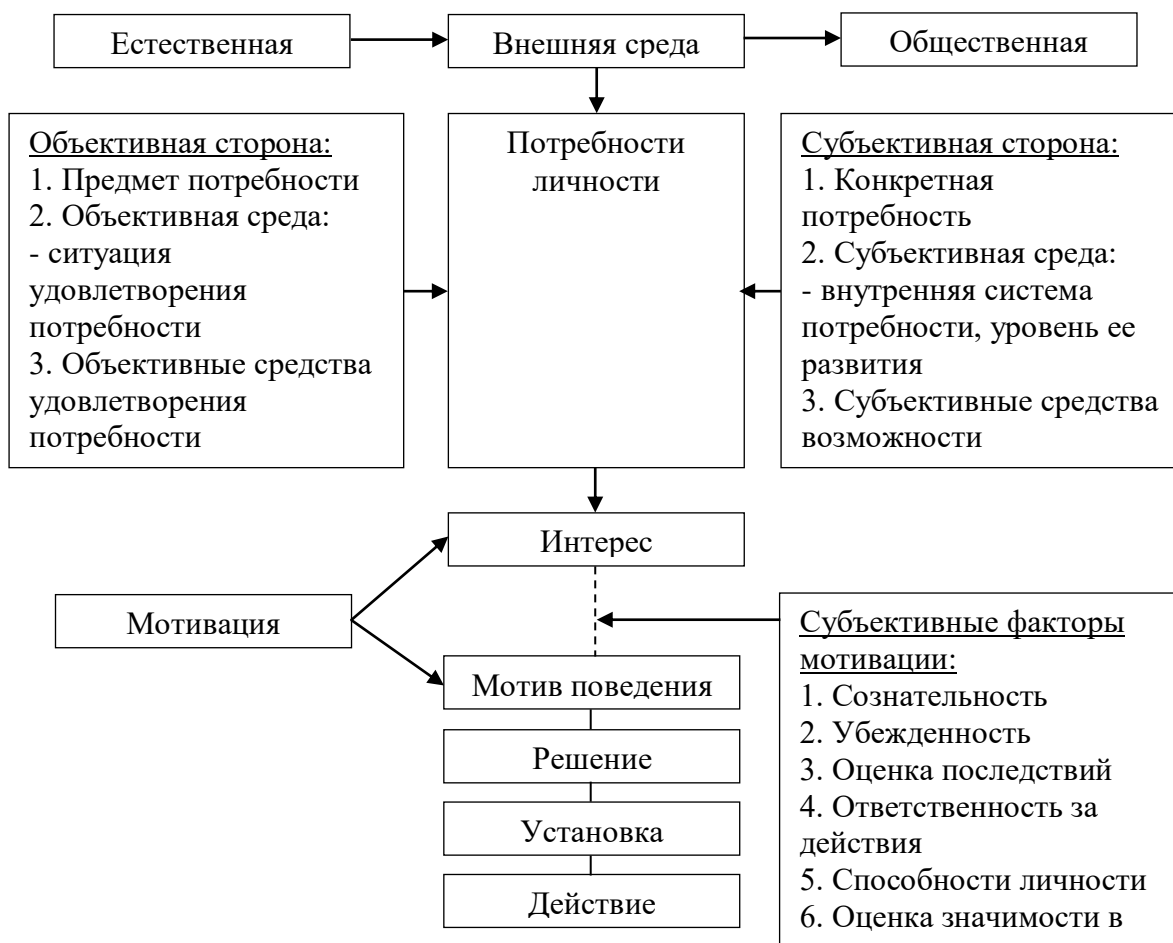 Естественная
Внешняя среда
Общественная
Объективная сторона:
1. Предмет потребности
2. Объективная среда:
- ситуация
удовлетворения
потребности
3. Объективные средства
удовлетворения
потребности
Потребности
личности
Субъективная сторона:
1. Конкретная
потребность
2. Субъективная среда:
- внутренняя система
потребности, уровень ее
развития
3. Субъективные средства
возможности
Интерес
Мотивация
Мотив поведения
Решение
Установка
Действие
Субъективные факторы
мотивации:
1. Сознательность
2. Убежденность
3. Оценка последствий
4. Ответственность за
действия
5. Способности личности
6. Оценка значимости в